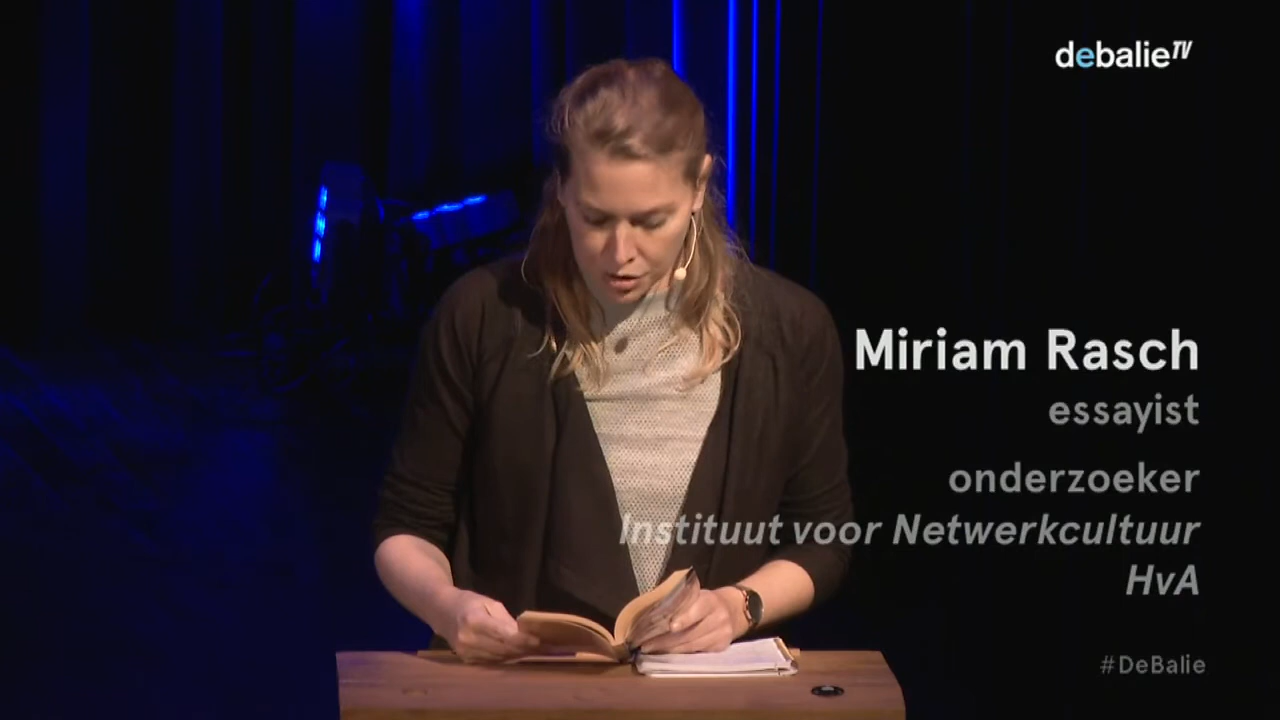 debalieTV
Miriam Rasch
essayist
onderzoeker
Instituut voor Netwerkcultuur
HvA
#DeBalie